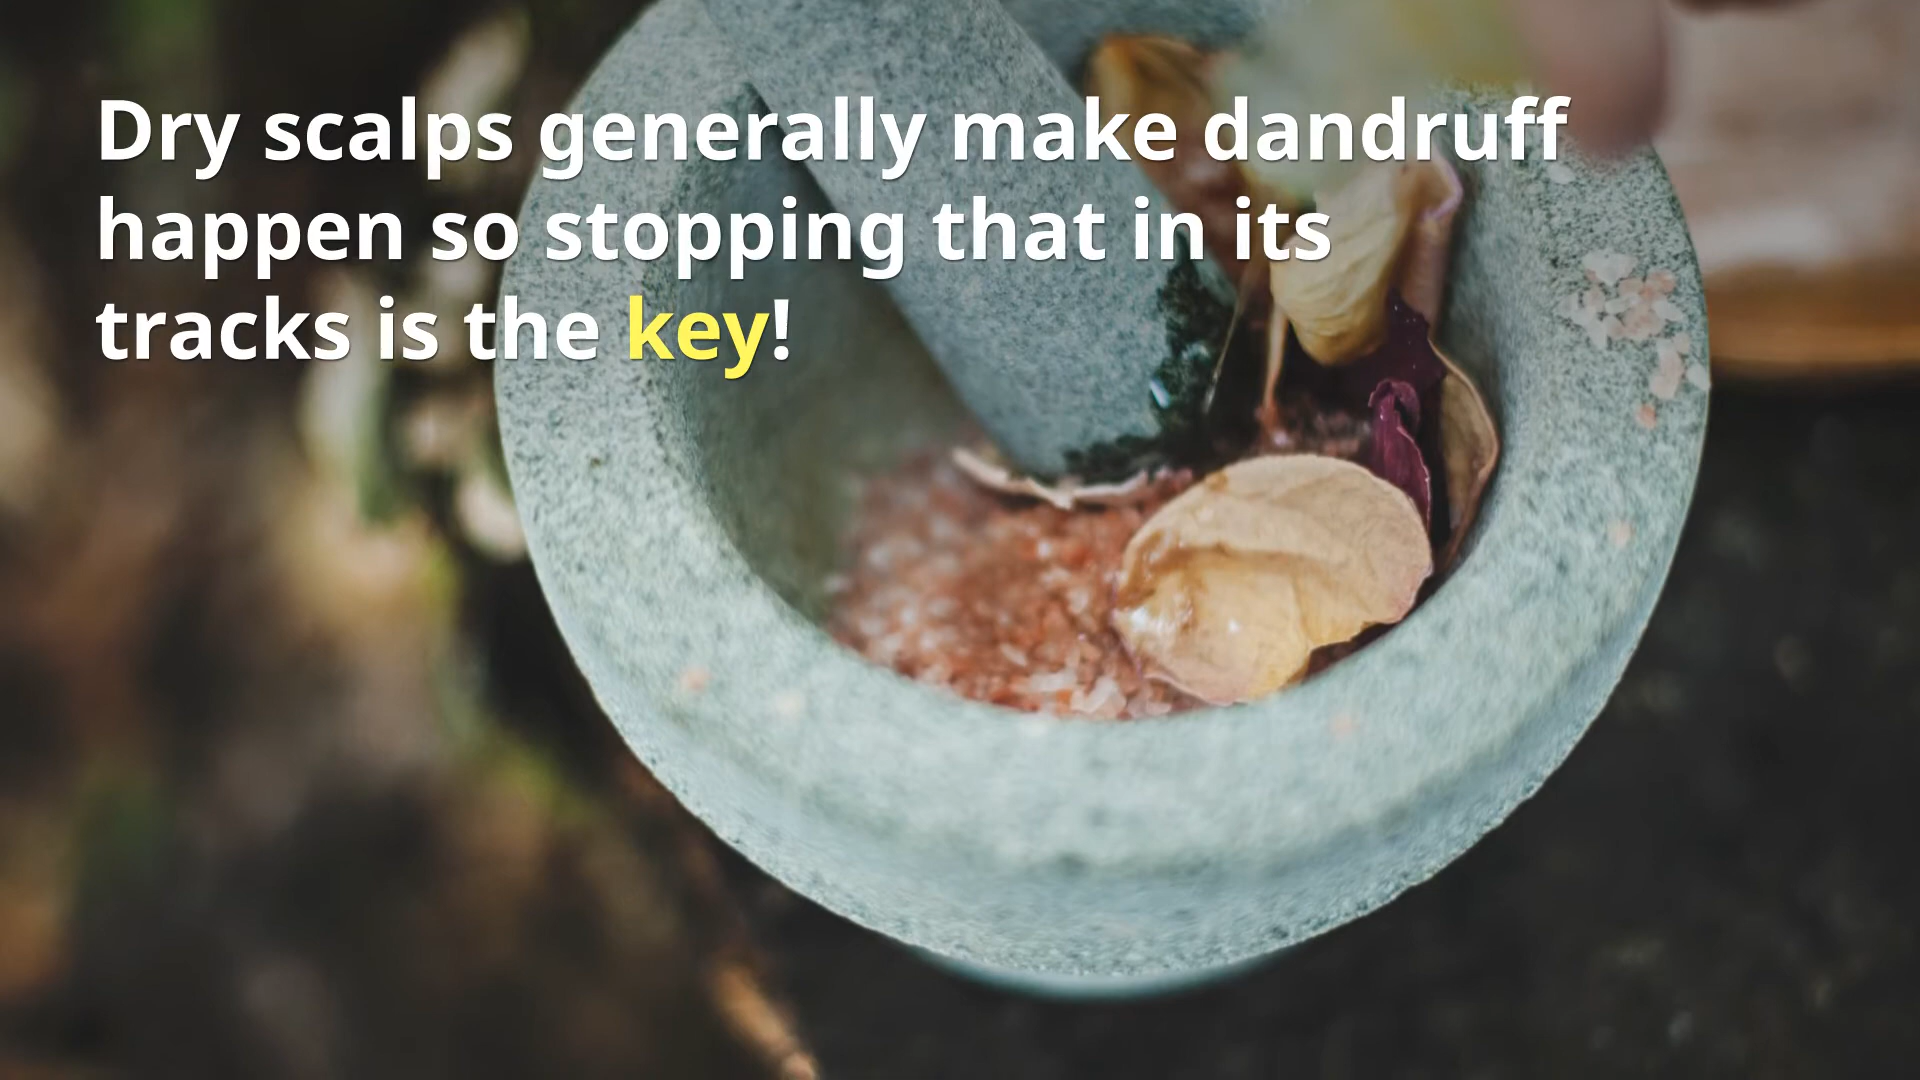 Dry scalps generally make dandruff
happen so stopping that in its
tracks is the key!